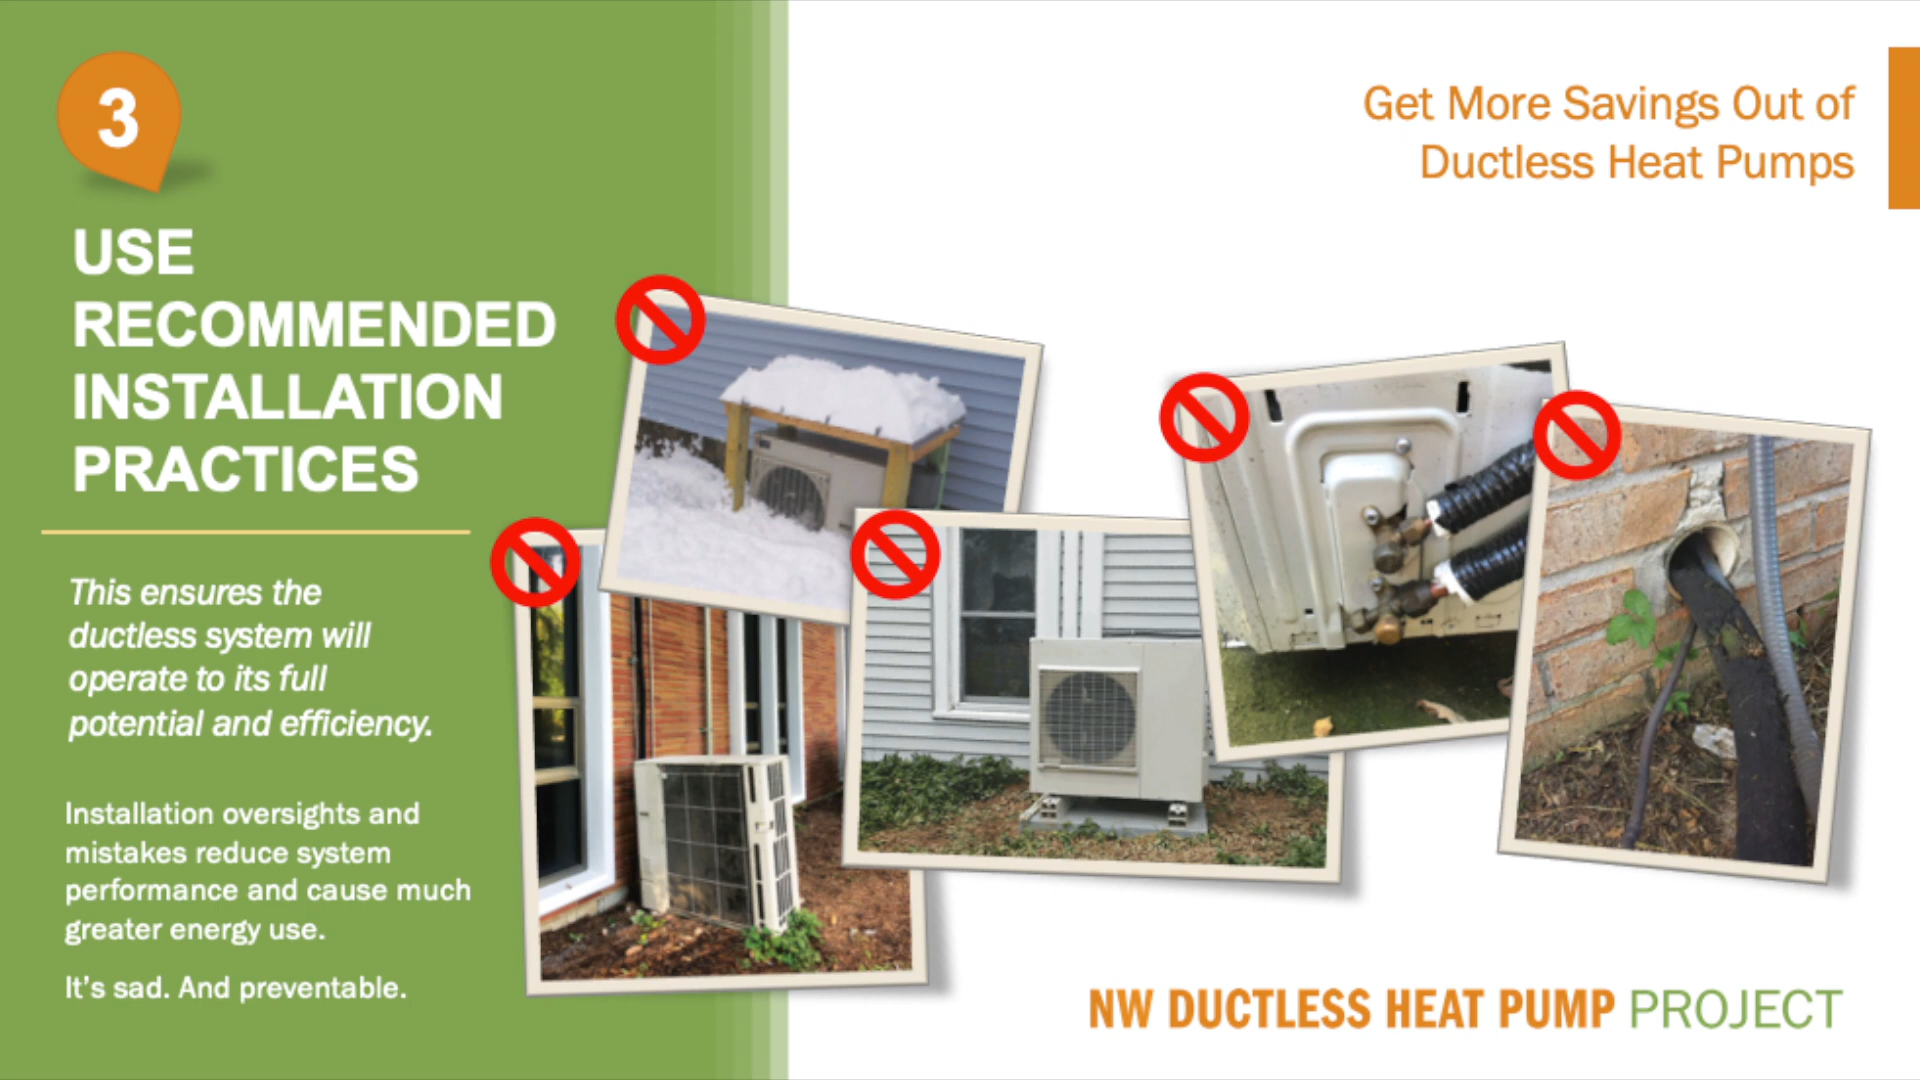 3
USE
RECOMMENDED
INSTALLATION
PRACTICES
This ensures the
ductless system will
operate to its full
potential and efficiency.
Installation oversights and
mistakes reduce system
performance and cause much
greater energy use.
It's sad. And preventable.
Get More Savings Out of
Ductless Heat Pumps
NW DUCTLESS HEAT PUMP PROJECT